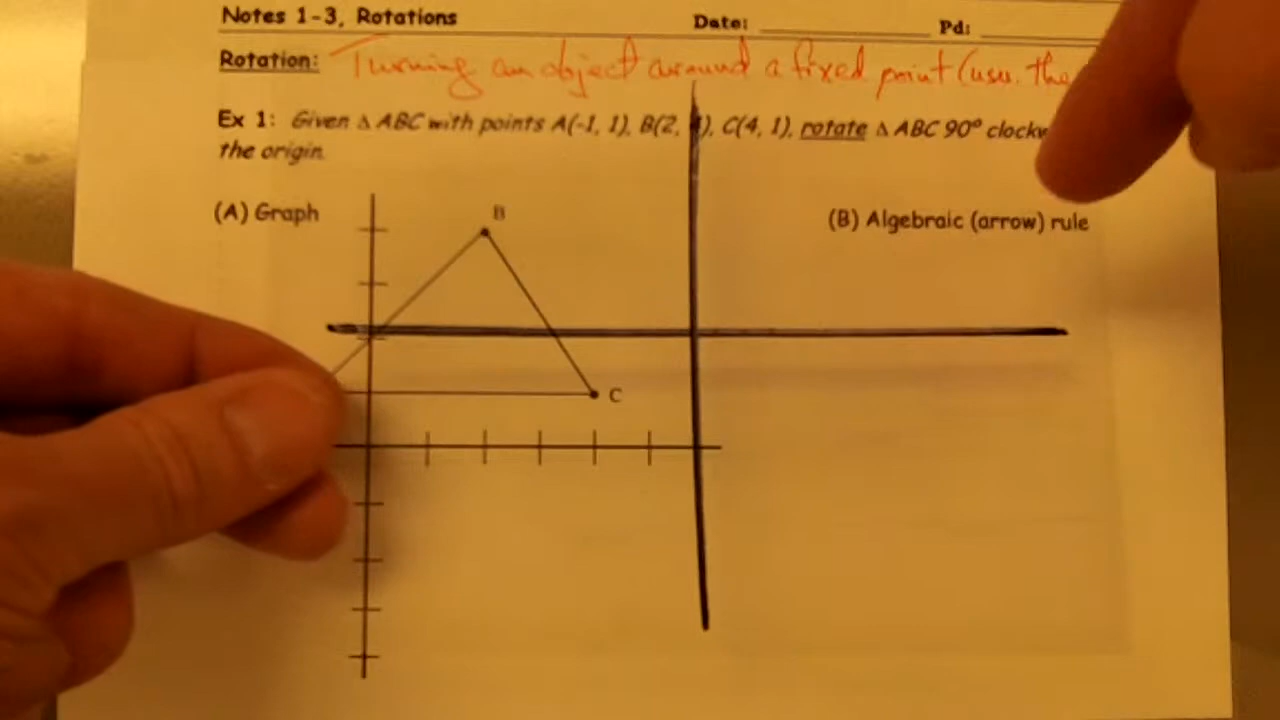 Notes 1-3, Rotations Date: Pd:
Rotation: Turning an object around a fixed point (usu. the
Ex 1: Given △ ABC with points A(-1, 1), B(2, ), C(4, 1), rotate △ ABC 90° clockw
the origin.
(A) Graph
(B) Algebraic (arrow) rule
B
C